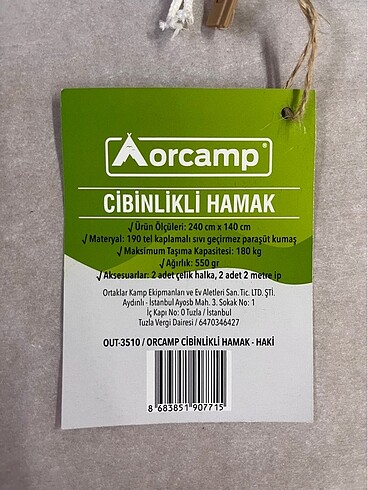 orcamp®
CİBİNLİKLİ HAMAK
√ Ürün Ölçüleri: 240 cm x 140 cm
√ Materyal: 190 tel kaplamalı sıvı geçirmez paraşüt kumaş
√ Maksimum Taşıma Kapasitesi: 180 kg
√ Ağırlık: 550 gr
√ Aksesuarlar: 2 adet çelik halka, 2 adet 2 metre ip
Ortaklar Kamp Ekipmanları ve Ev Aletleri San. Tic. LTD. ŞTİ.
Aydınlı - İstanbul Ayosb Mah. 3. Sokak No: 1
İç Kapı No: 0 Tuzla / İstanbul
Tuzla Vergi Dairesi / 6470346427
OUT-3510 / ORCAMP CİBİNLİKLİ HAMAK - HAKİ
8 683851 907715